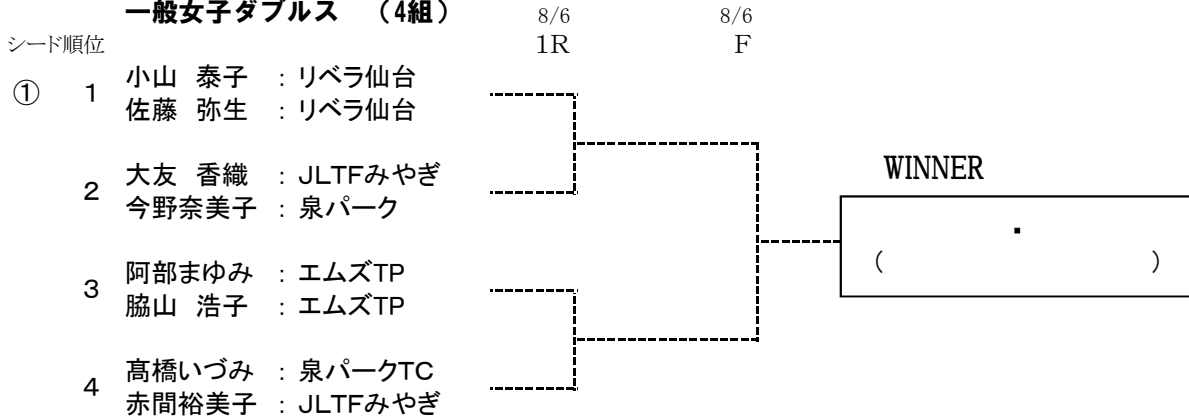 一般女子ダブルス （4組） 8/6 8/6
シード順位 1R F
① 1 小山 泰子 : リベラ仙台
佐藤 弥生 : リベラ仙台
2 大友 香織 : JLTFみやぎ
今野奈美子 : 泉パーク
WINNER
・
( )
3 阿部まゆみ : エムズTP
脇山 浩子 : エムズTP
4 髙橋いづみ : 泉パークTC
赤間裕美子 : JLTFみやぎ